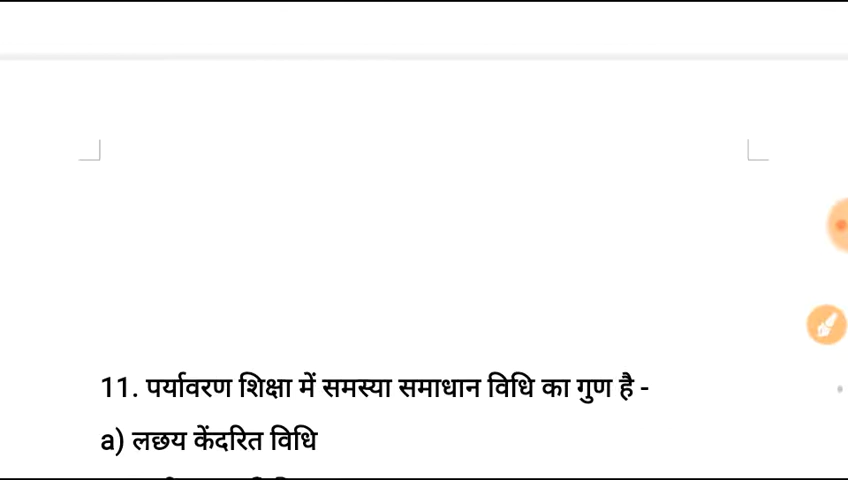 11. पर्यावरण शिक्षा में समस्या समाधान विधि का गुण है -
a) लछय केंदरित विधि